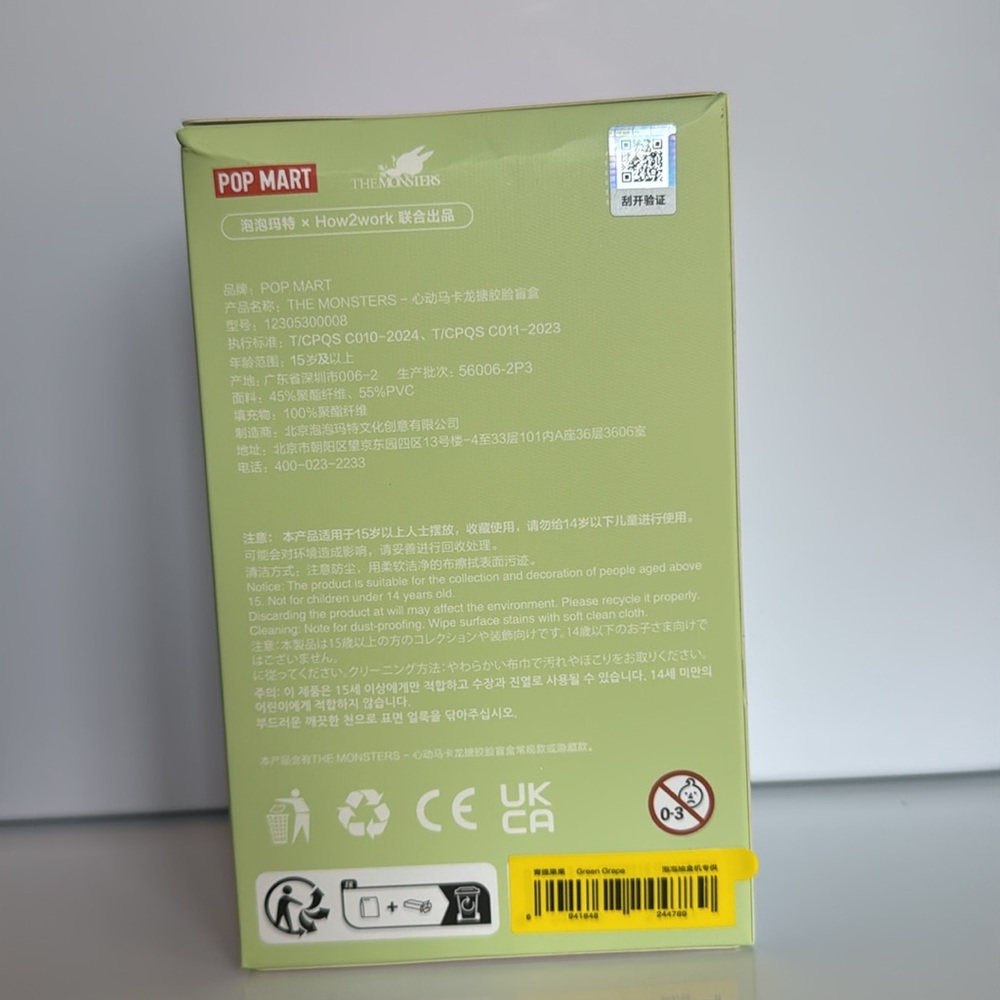 POP MART
THE MONSTERS
刮开验证
泡泡玛特 × How2work 联合出品
品牌：POP MART
产品名称：THE MONSTERS - 心动马卡龙搪胶脸盲盒
型号：12305300008
执行标准：T/CPQS C010-2024、T/CPQS C011-2023
年龄范围：15岁及以上
产地：广东省深圳市006-2 生产批次：56006-2P3
面料：45%聚酯纤维、55%PVC
填充物：100%聚酯纤维
制造商：北京泡泡玛特文化创意有限公司
地址：北京市朝阳区望京东园四区13号楼-4至33层101内A座36层3606室
电话：400-023-2233
注意：本产品适用于15岁以上人士摆放，收藏使用，请勿给14岁以下儿童进行使用。
可能会对环境造成影响，请妥善进行回收处理。
清洁方式：注意防尘，用柔软洁净的布擦拭表面污迹。
Notice: The product is suitable for the collection and decoration of people aged above
15. Not for children under 14 years old.
Discarding the product at will may affect the environment. Please recycle it properly.
Cleaning: Note for dust-proofing. Wipe surface stains with soft clean cloth.
注意：本製品は15歳以上の方のコレクションや装飾向けです。14歳以下のお子さま向けで
はございません。
に従ってください。クリーニング方法：やわらかい布巾で汚れやほこりをお取りください。
주의: 이 제품은 15세 이상에게만 적합하고 수장과 진열로 사용될 수 있습니다. 14세 미만의
어린이에게 적합하지 않습니다.
부드러운 깨끗한 천으로 표면 얼룩을 닦아주십시오.
本产品含有THE MONSTERS - 心动马卡龙搪胶脸盲盒常规款或隐藏款。
CE
UK
CA
0-3
青提果果 Green Grape
6 941848 244789